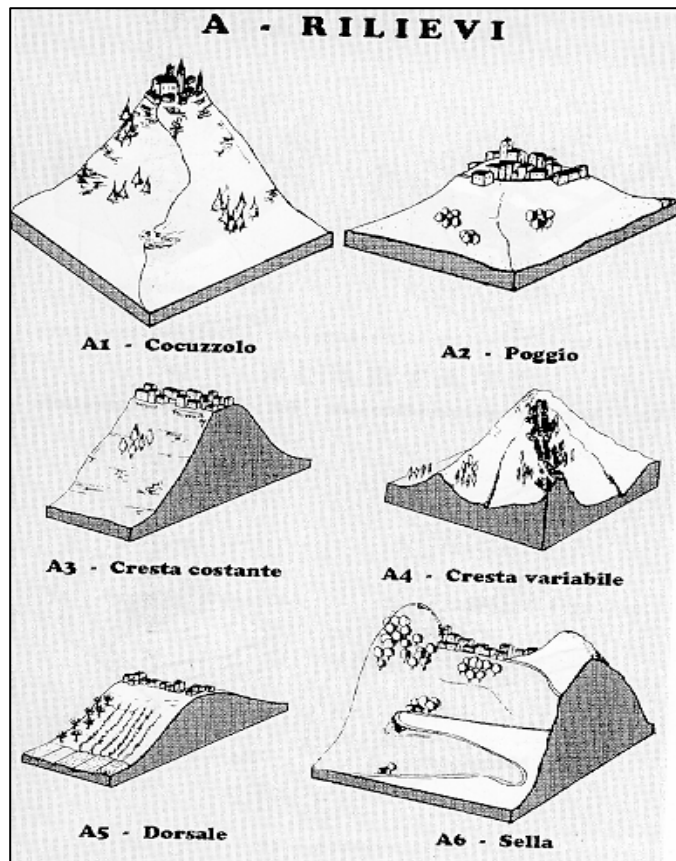 A - RILIEVI
A1 - Cocuzzolo
A2 - Poggio
A3 - Cresta costante
A4 - Cresta variabile
A5 - Dorsale
A6 - Sella